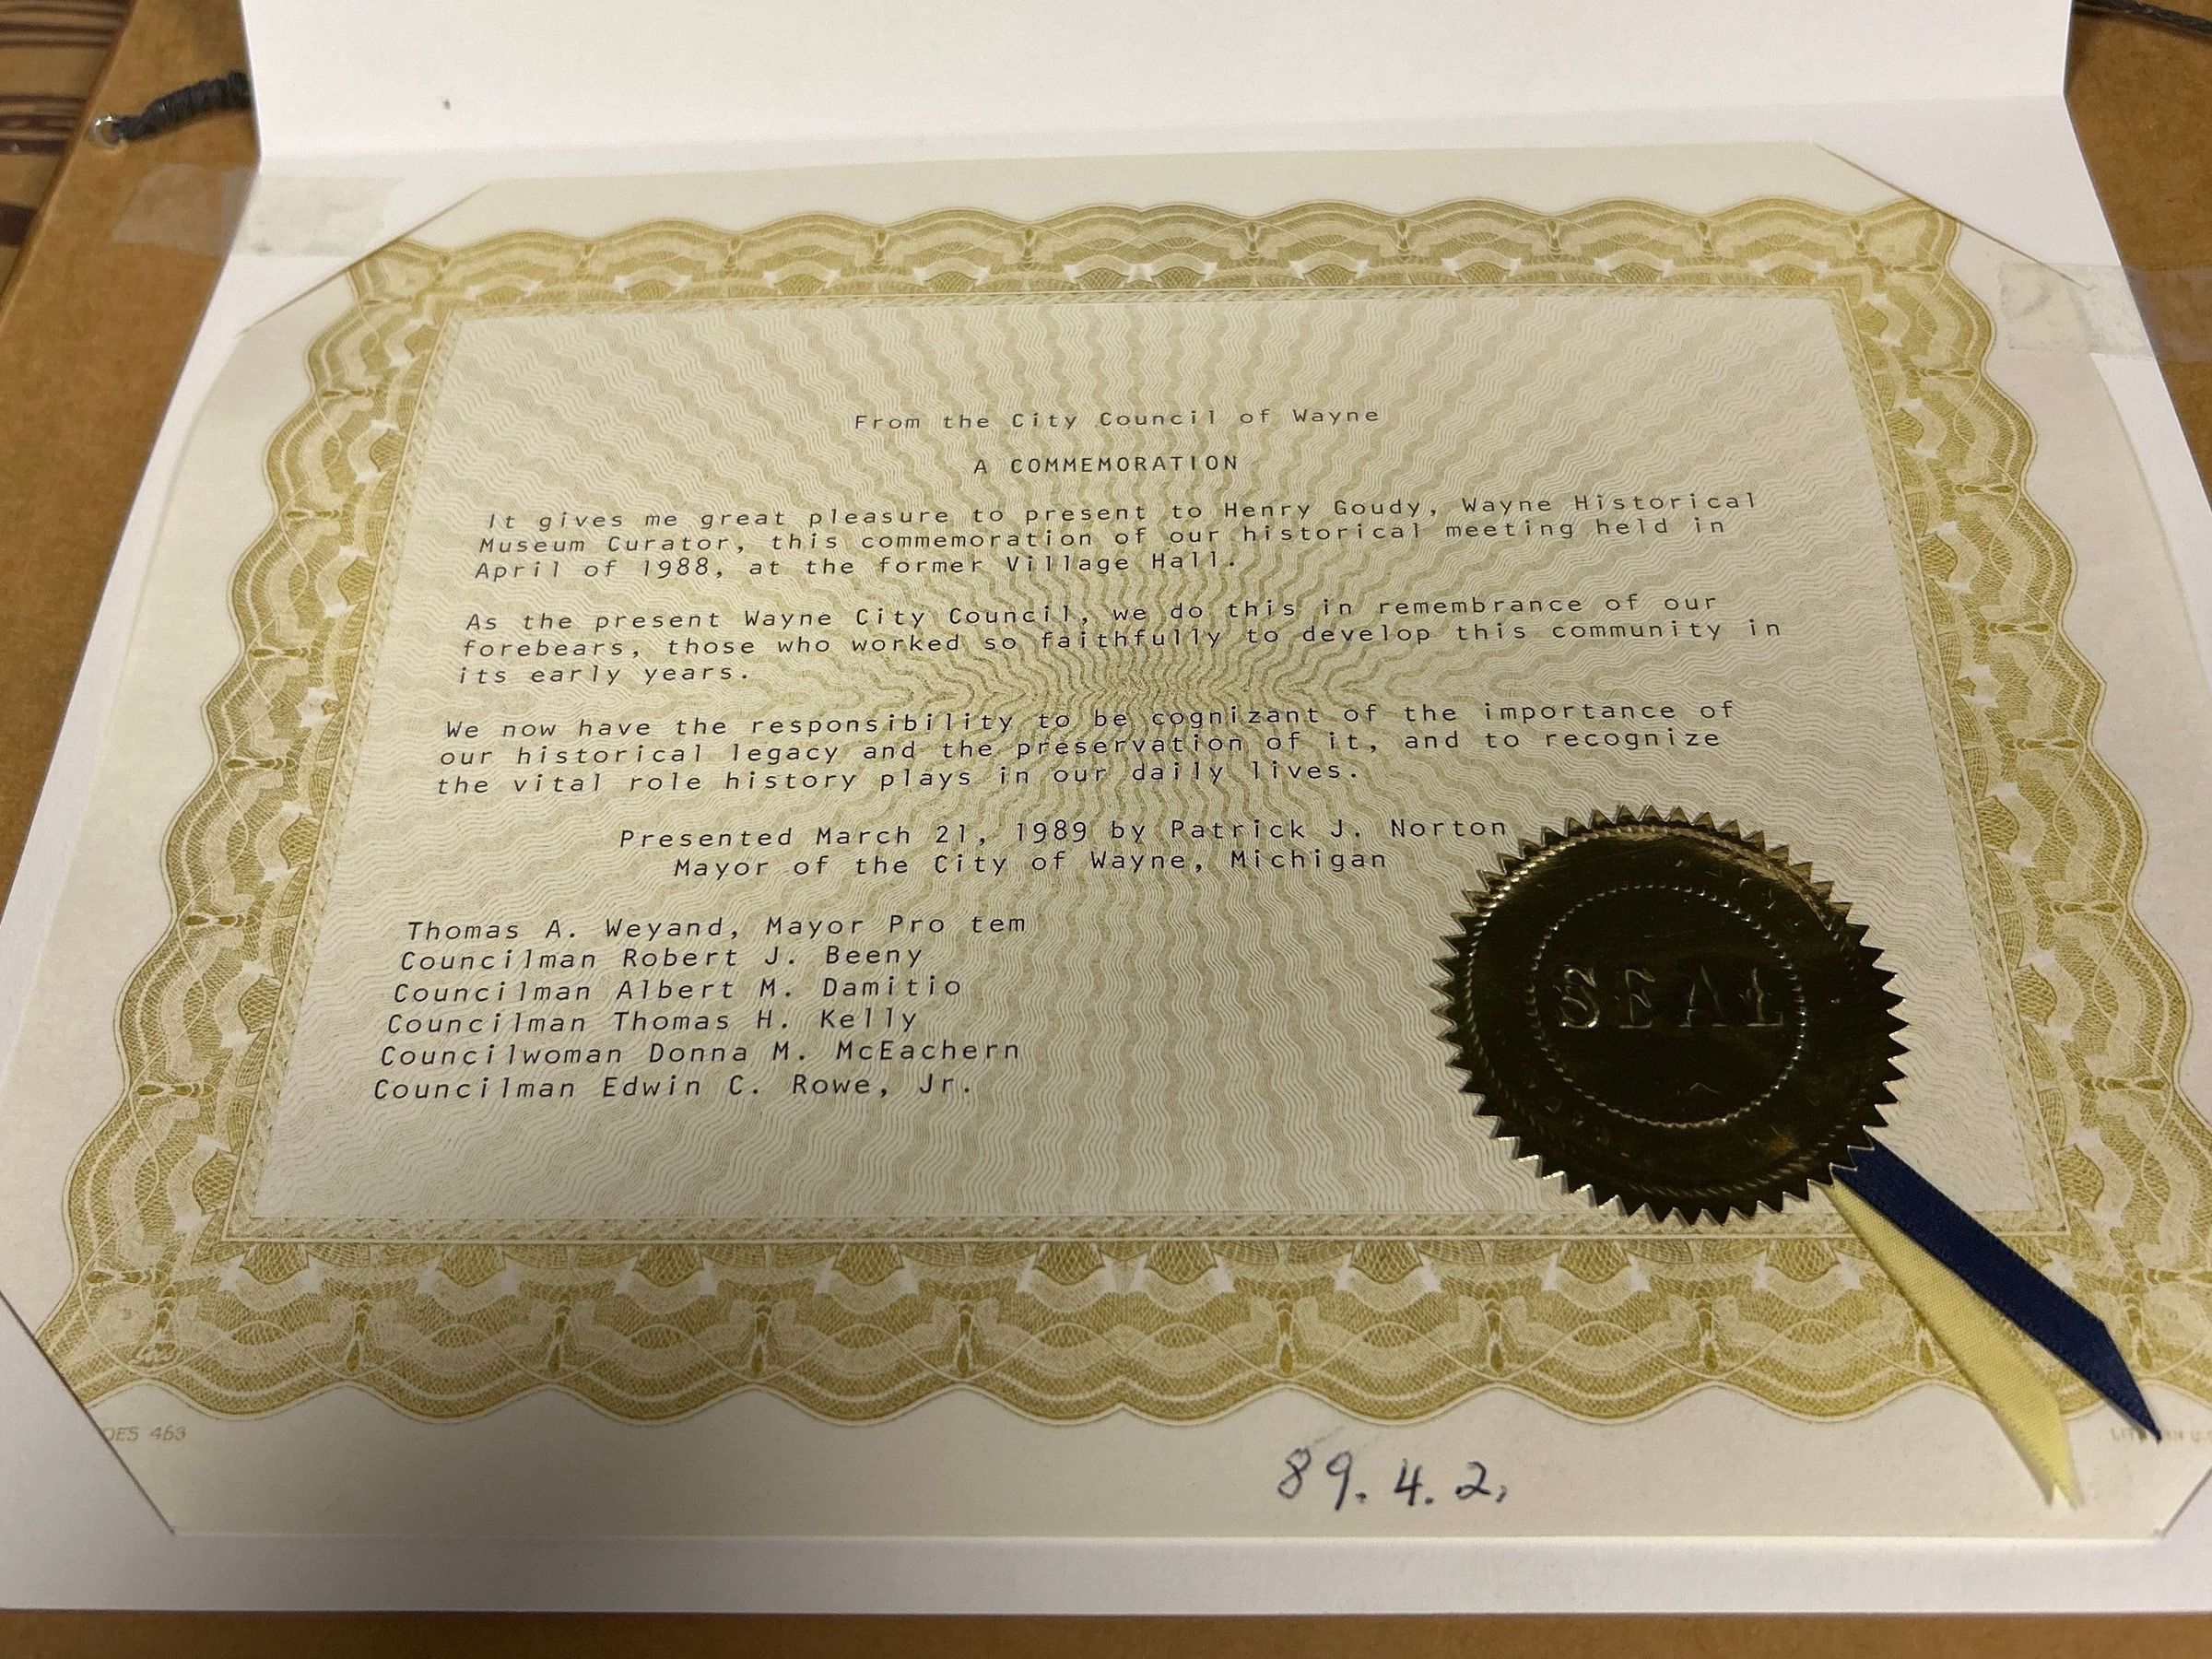 From the City Council of Wayne
A COMMEMORATION
It gives me great pleasure to present to Henry Goudy, Wayne Historical
Museum Curator, this commemoration of our historical meeting held in
April of 1988, at the former Village Hall.
As the present Wayne City Council, we do this in remembrance of our
forebears, those who worked so faithfully to develop this community in
its early years.
We now have the responsibility to be cognizant of the importance of
our historical legacy and the preservation of it, and to recognize
the vital role history plays in our daily lives.
Presented March 21, 1989 by Patrick J. Norton
Mayor of the City of Wayne, Michigan
Thomas A. Weyand, Mayor Pro tem
Councilman Robert J. Beeny
Councilman Albert M. Damitio
Councilman Thomas H. Kelly
Councilwoman Donna M. McEachern
Councilman Edwin C. Rowe, Jr.
SEAL
463
89.4.2,